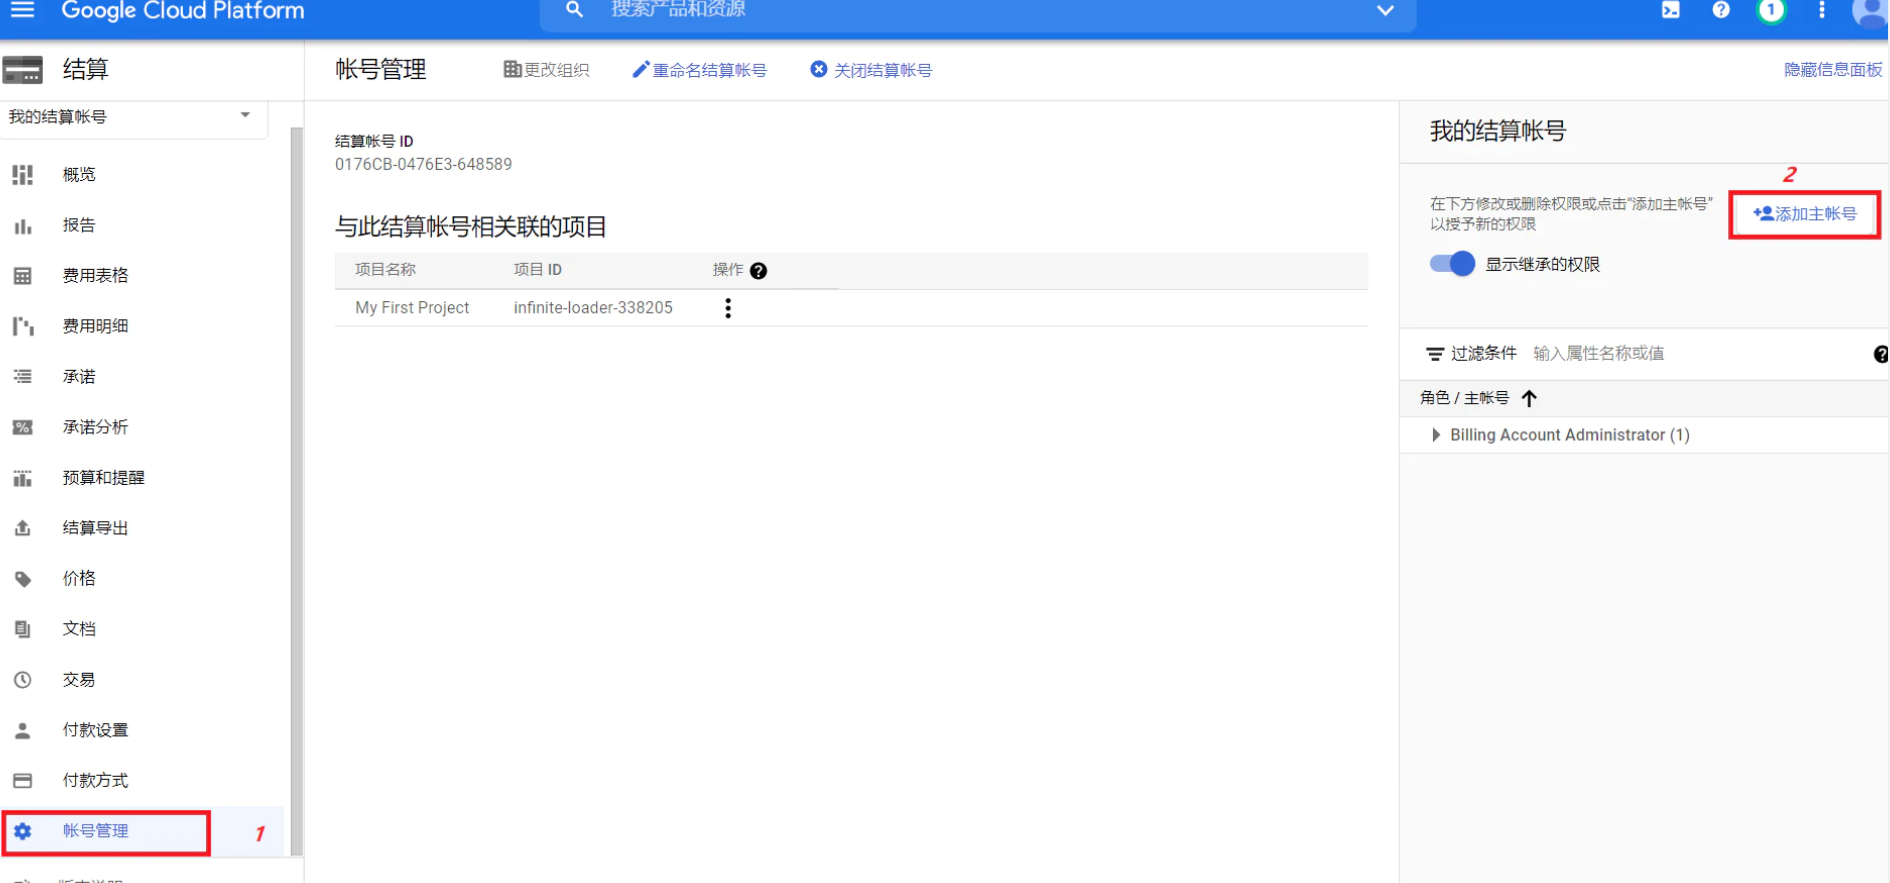 Google Cloud Platform
搜索产品和资源
1
结算
帐号管理
更改组织
重命名结算帐号
关闭结算帐号
隐藏信息面板
我的结算帐号
概览
报告
费用表格
费用明细
承诺
承诺分析
预算和提醒
结算导出
价格
文档
交易
付款设置
付款方式
帐号管理
1
结算帐号 ID
0176CB-0476E3-648589
与此结算帐号相关联的项目
项目名称 项目 ID 操作
My First Project infinite-loader-338205
我的结算帐号
2
在下方修改或删除权限或点击“添加主帐号”
以授予新的权限
添加主帐号
显示继承的权限
过滤条件 输入属性名称或值
角色 / 主帐号
Billing Account Administrator (1)